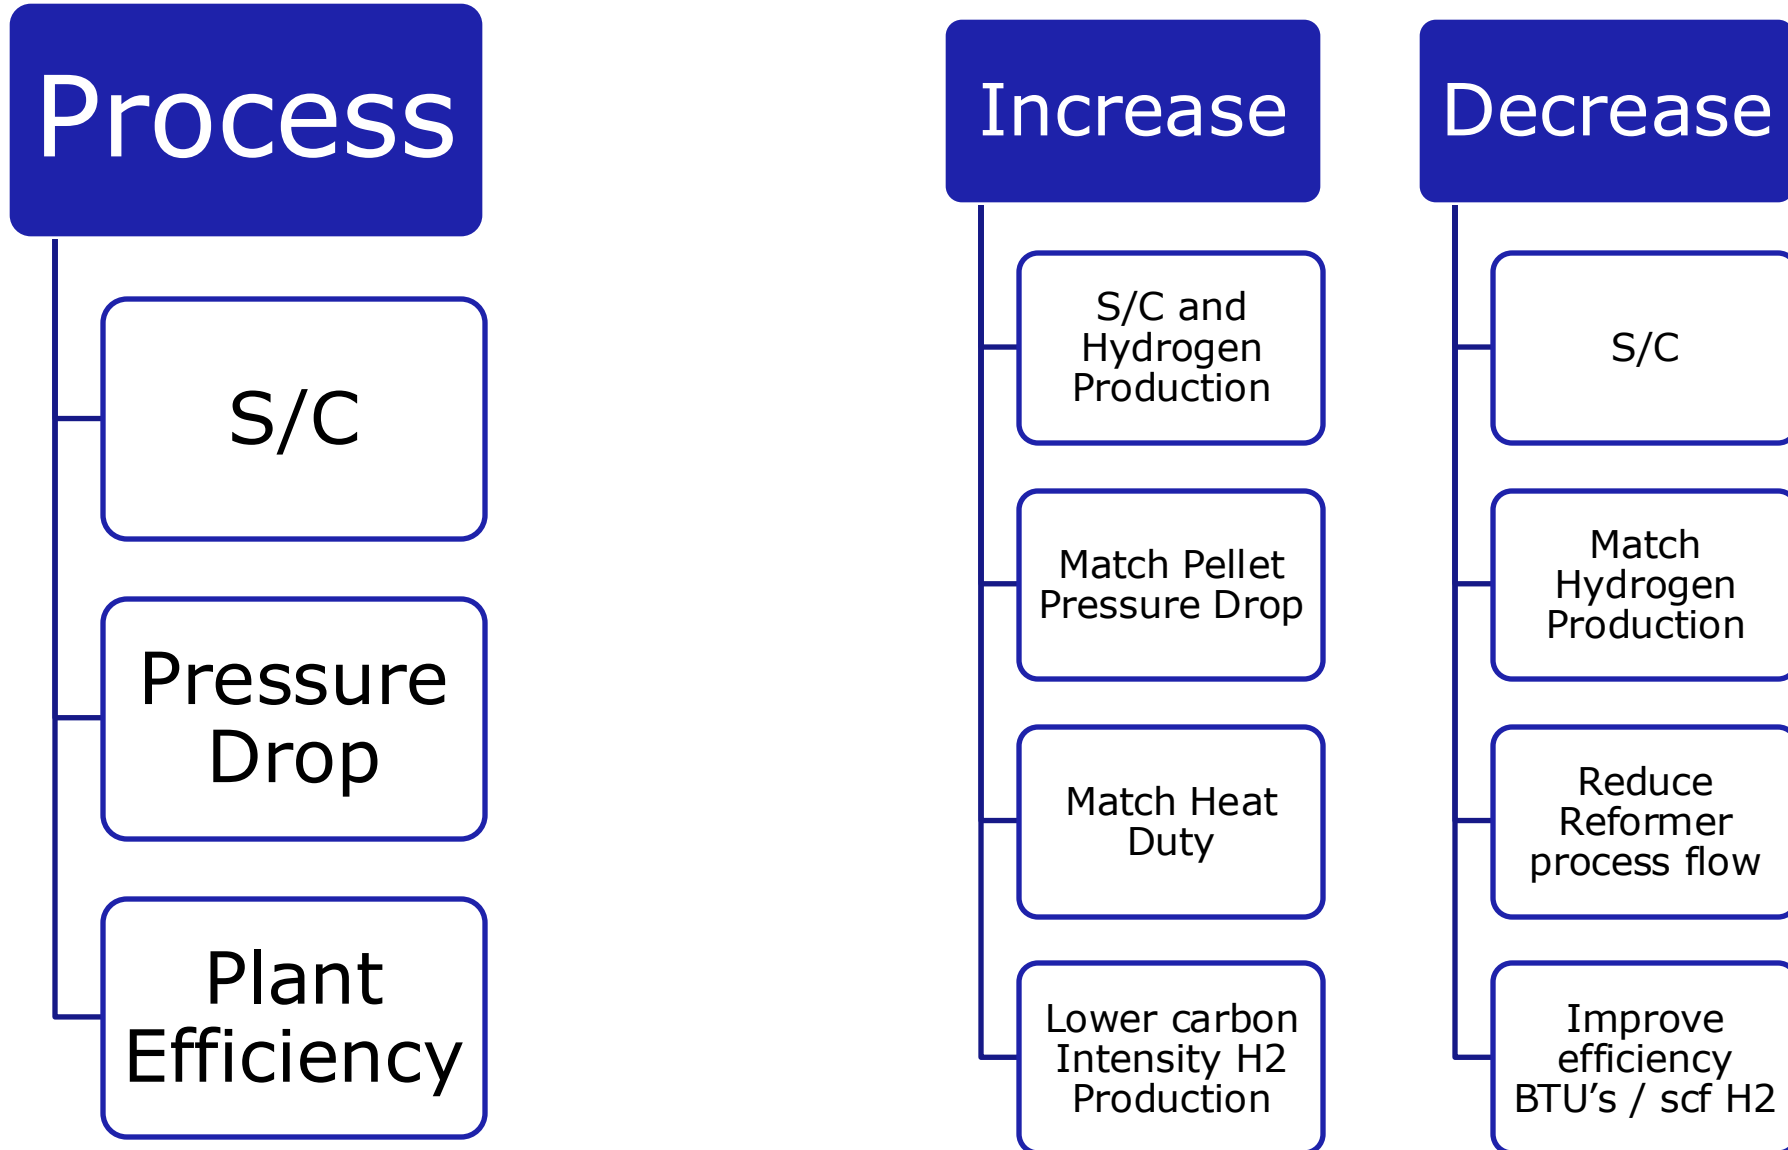 Process
S/C
Pressure
Drop
Plant
Efficiency
Increase
S/C and
Hydrogen
Production
Match Pellet
Pressure Drop
Match Heat
Duty
Lower carbon
Intensity H2
Production
Decrease
S/C
Match
Hydrogen
Production
Reduce
Reformer
process flow
Improve
efficiency
BTU’s / scf H2